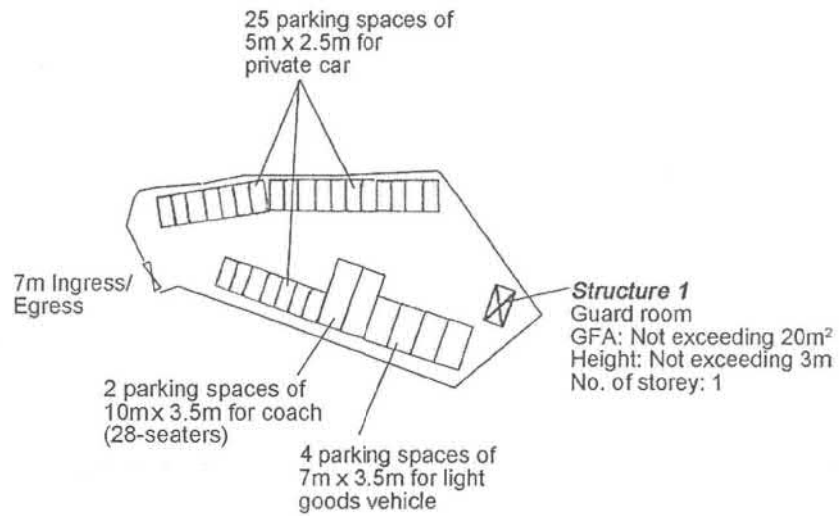 25 parking spaces of
5m x 2.5m for
private car
7m Ingress/
Egress
Structure 1
Guard room
GFA: Not exceeding 20m²
Height: Not exceeding 3m
No. of storey: 1
2 parking spaces of
10mx 3.5m for coach
(28-seaters)
4 parking spaces of
7m x 3.5m for light
goods vehicle